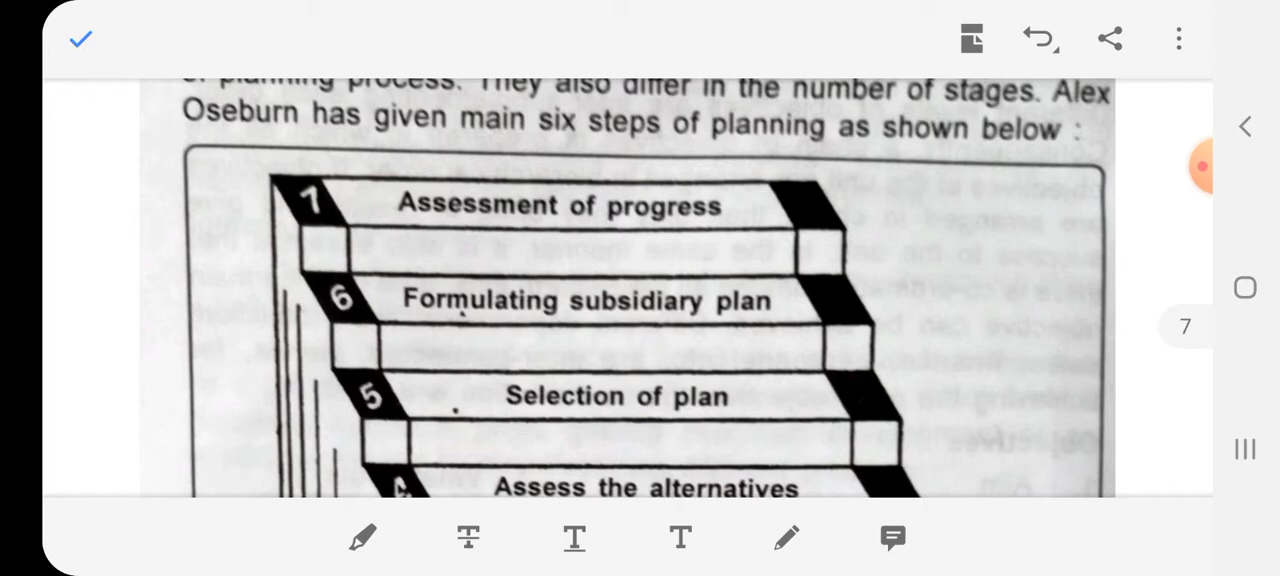 of planning process. They also differ in the number of stages. Alex
Oseburn has given main six steps of planning as shown below :
7 Assessment of progress
6 Formulating subsidiary plan
7
5 Selection of plan
4 Assess the alternatives